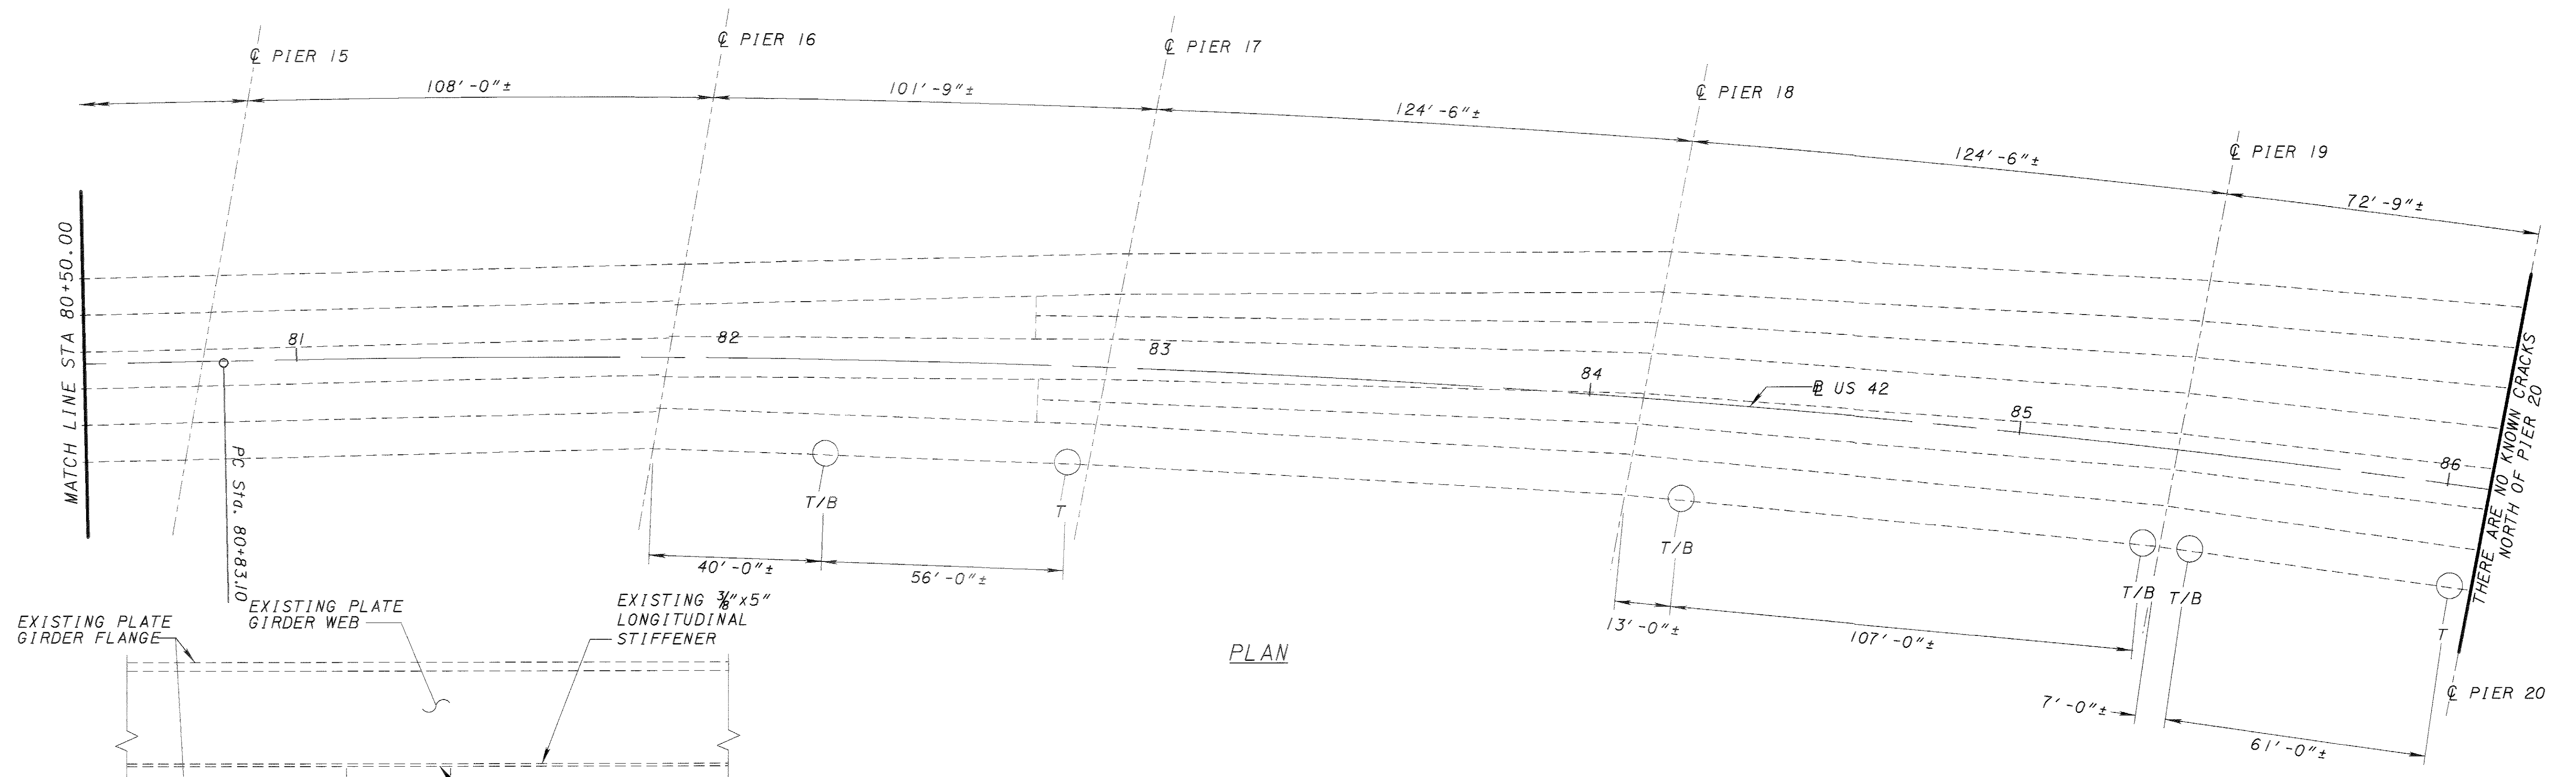 ℄ PIER 15
℄ PIER 16
℄ PIER 17
℄ PIER 18
℄ PIER 19
108'-0"±
101'-9"±
124'-6"±
124'-6"±
72'-9"±
MATCH LINE STA 80+50.00
81
82
83
84
85
86
PC Sta. 80+83.10
US 42
THERE ARE NO KNOWN CRACKS
NORTH OF PIER 20
T/B
T
T/B
T/B
T/B
T
40'-0"±
56'-0"±
13'-0"±
107'-0"±
7'-0"±
61'-0"±
℄ PIER 20
PLAN
EXISTING PLATE
GIRDER FLANGE
EXISTING PLATE
GIRDER WEB
EXISTING 3/8"x5"
LONGITUDINAL
STIFFENER